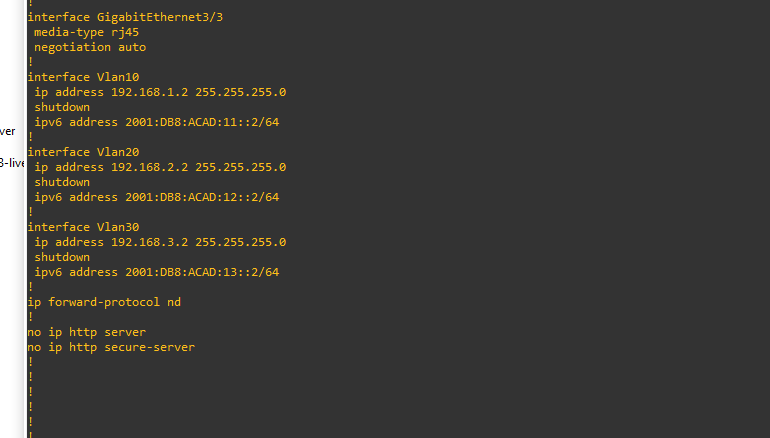 !
interface GigabitEthernet3/3
 media-type rj45
 negotiation auto
!
interface Vlan10
 ip address 192.168.1.2 255.255.255.0
 shutdown
 ipv6 address 2001:DB8:ACAD:11::2/64
!
ver
interface Vlan20
3-live
 ip address 192.168.2.2 255.255.255.0
 shutdown
 ipv6 address 2001:DB8:ACAD:12::2/64
!
interface Vlan30
 ip address 192.168.3.2 255.255.255.0
 shutdown
 ipv6 address 2001:DB8:ACAD:13::2/64
!
ip forward-protocol nd
!
no ip http server
no ip http secure-server
!
!
!
!
!
!